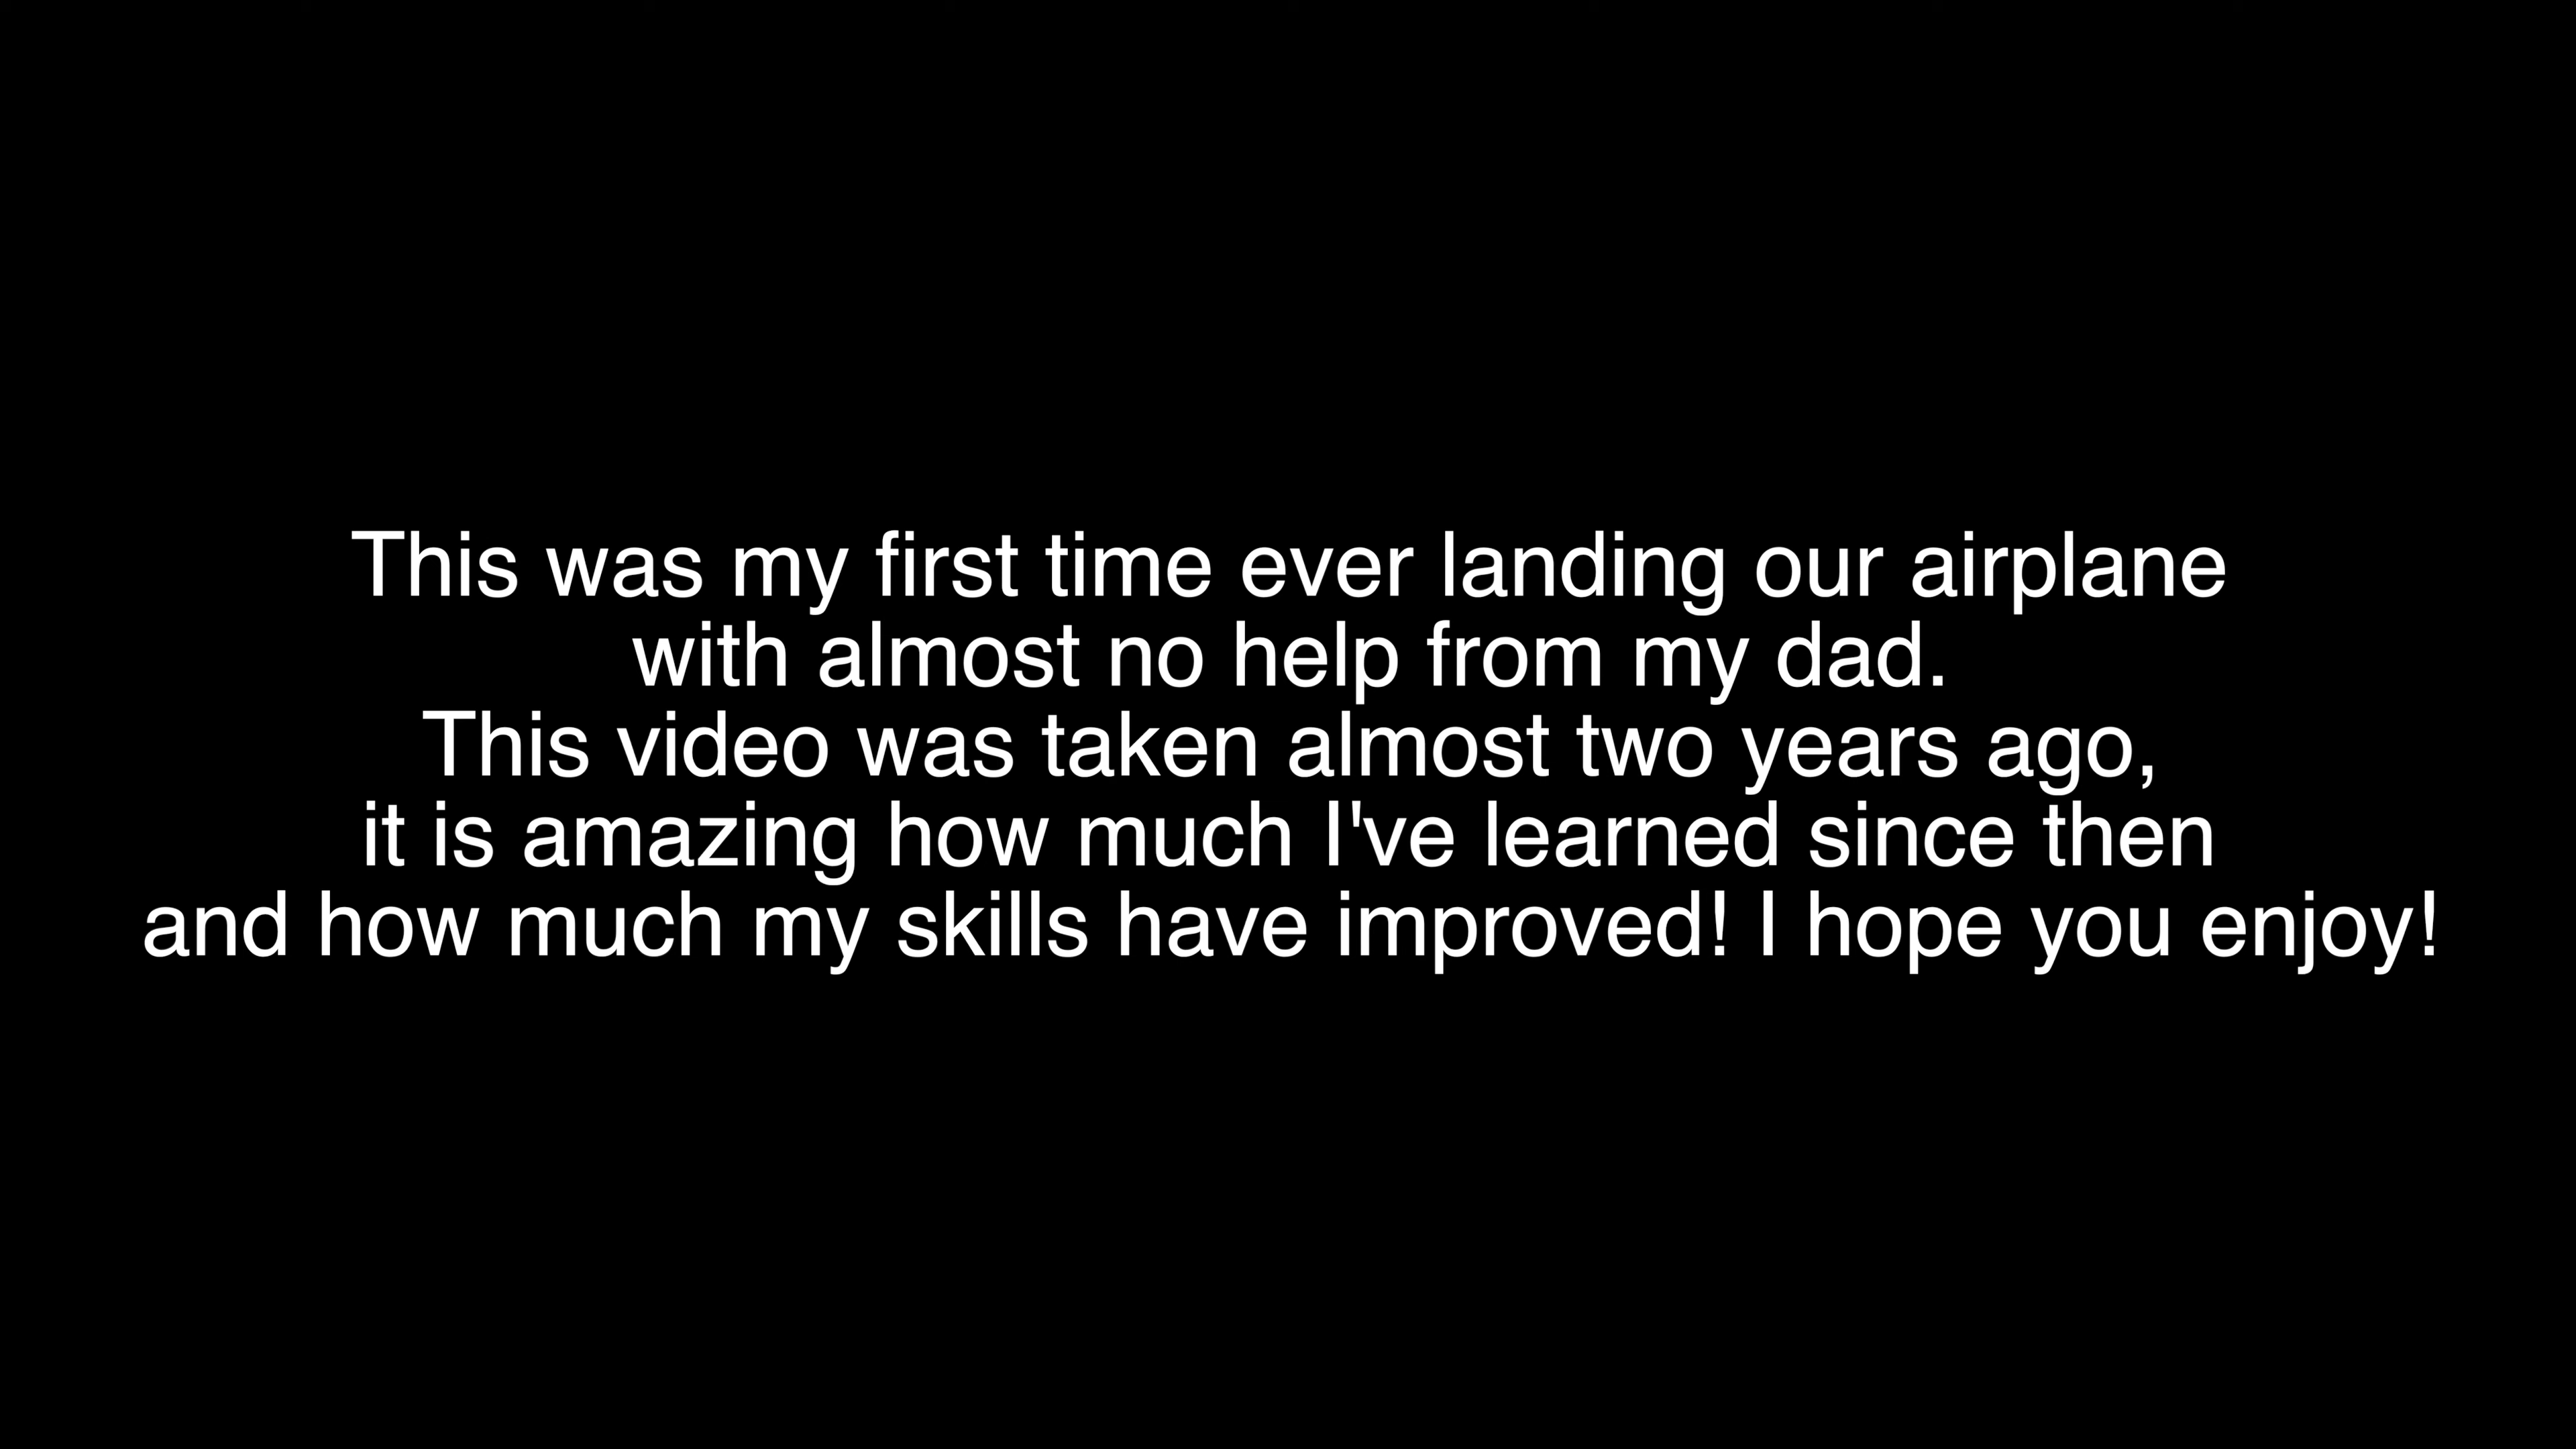 This was my first time ever landing our airplane
with almost no help from my dad.
This video was taken almost two years ago,
it is amazing how much I've learned since then
and how much my skills have improved! I hope you enjoy!